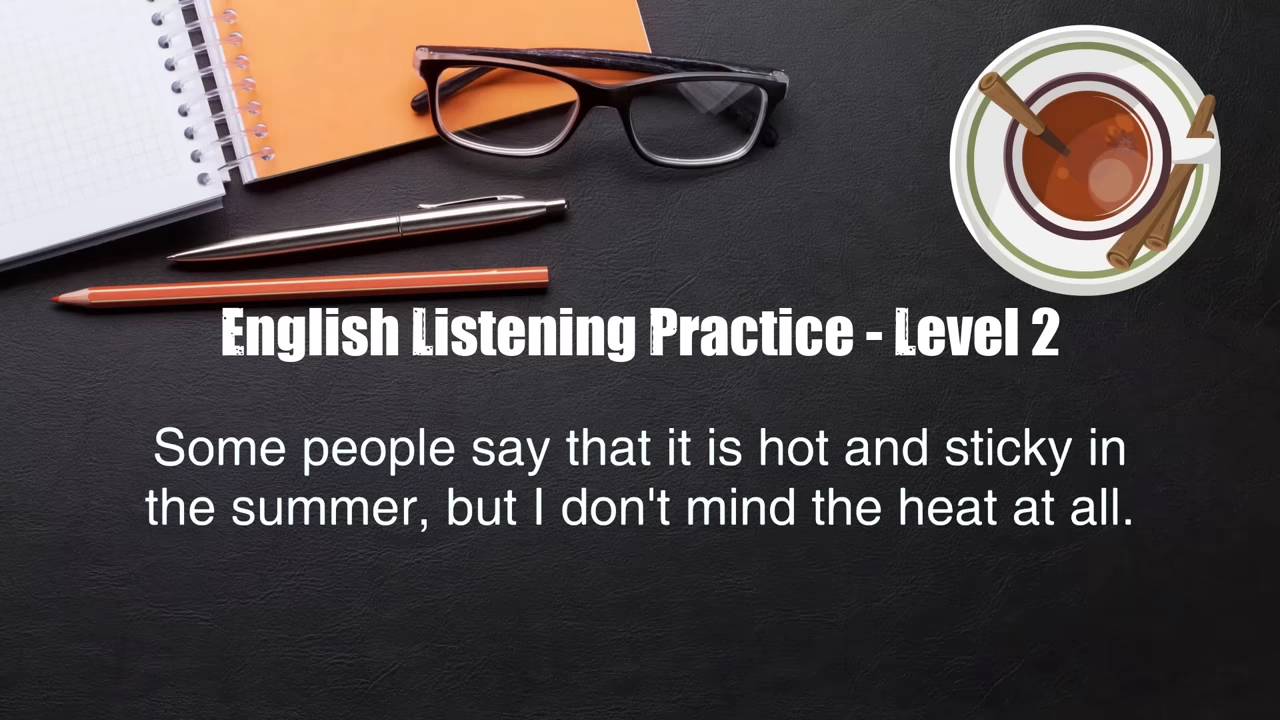 English Listening Practice - Level 2
Some people say that it is hot and sticky in
the summer, but I don't mind the heat at all.